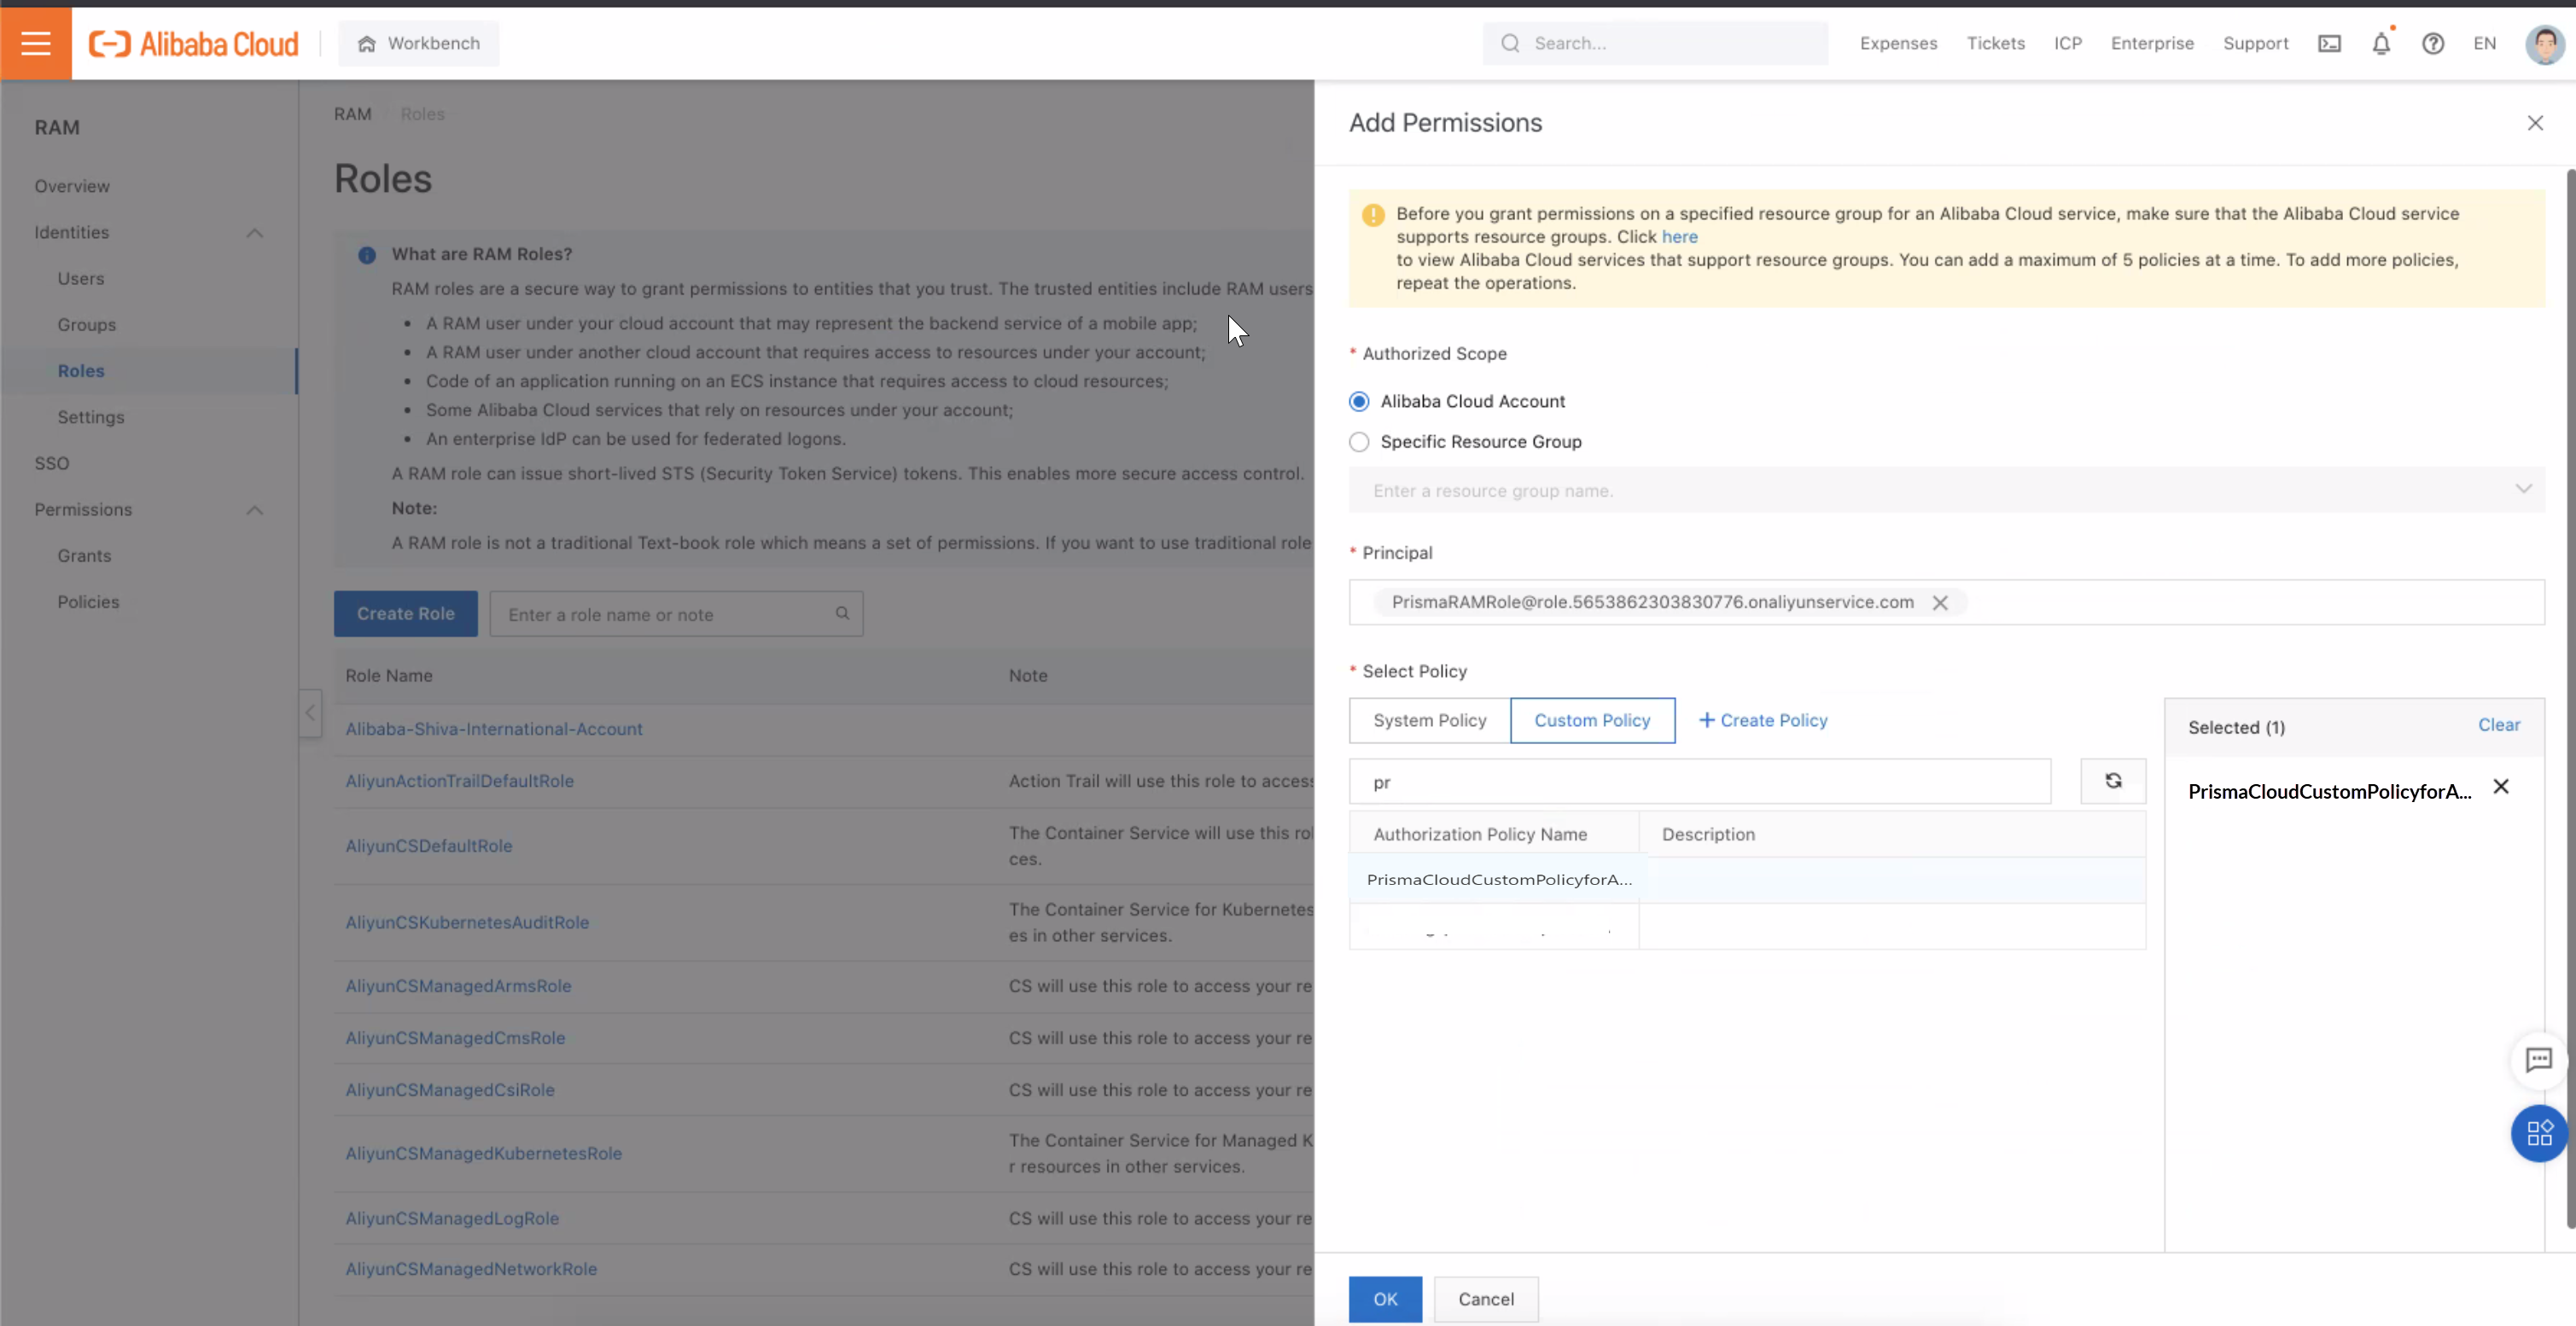 Alibaba Cloud
Workbench
Search...
Expenses
Tickets
ICP
Enterprise
Support
EN
RAM
Overview
Identities
Users
Groups
Roles
Settings
SSO
Permissions
Grants
Policies
RAM
Roles
Roles
What are RAM Roles?
RAM roles are a secure way to grant permissions to entities that you trust. The trusted entities include RAM users
• A RAM user under your cloud account that may represent the backend service of a mobile app;
• A RAM user under another cloud account that requires access to resources under your account;
• Code of an application running on an ECS instance that requires access to cloud resources;
• Some Alibaba Cloud services that rely on resources under your account;
• An enterprise IdP can be used for federated logons.
A RAM role can issue short-lived STS (Security Token Service) tokens. This enables more secure access control.
Note:
A RAM role is not a traditional Text-book role which means a set of permissions. If you want to use traditional role
Create Role
Enter a role name or note
Role Name
Note
Alibaba-Shiva-International-Account
AliyunActionTrailDefaultRole
Action Trail will use this role to access
AliyunCSDefaultRole
The Container Service will use this rol
ces.
AliyunCSKubernetesAuditRole
The Container Service for Kubernetes
es in other services.
AliyunCSManagedArmsRole
CS will use this role to access your re
AliyunCSManagedCmsRole
CS will use this role to access your re
AliyunCSManagedCsiRole
CS will use this role to access your re
AliyunCSManagedKubernetesRole
The Container Service for Managed K
r resources in other services.
AliyunCSManagedLogRole
CS will use this role to access your re
AliyunCSManagedNetworkRole
CS will use this role to access your re
Add Permissions
Before you grant permissions on a specified resource group for an Alibaba Cloud service, make sure that the Alibaba Cloud service
supports resource groups. Click here
to view Alibaba Cloud services that support resource groups. You can add a maximum of 5 policies at a time. To add more policies,
repeat the operations.
* Authorized Scope
Alibaba Cloud Account
Specific Resource Group
Enter a resource group name.
* Principal
PrismaRAMRole@role.5653862303830776.onaliyunservice.com
* Select Policy
System Policy
Custom Policy
+ Create Policy
pr
Authorization Policy Name
Description
PrismaCloudCustomPolicyforA...
Selected (1)
Clear
PrismaCloudCustomPolicyforA...
OK
Cancel